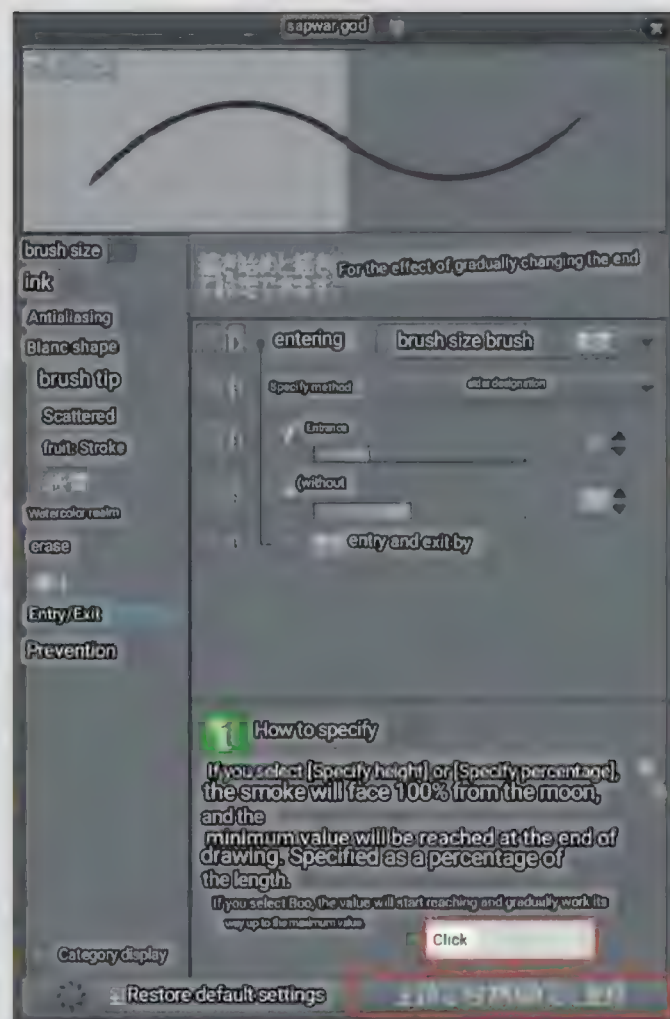 sapwar god
brush size
ink
Antialiasing
Blanc shape
brush tip
Scattered
fruit: Stroke
Watercolor realm
erase
Entry/Exit
Prevention
Category display
For the effect of gradually changing the end
entering brush size brush
Specify method
Entrance
(without
entry and exit by
How to specify
If you select [Specify height] or [Specify percentage],
the smoke will face 100% from the moon,
and the
minimum value will be reached at the end of
drawing. Specified as a percentage of
the length.
If you select Boo, the value will start reaching and gradually work its
way up to the maximum value
Click
Restore default settings